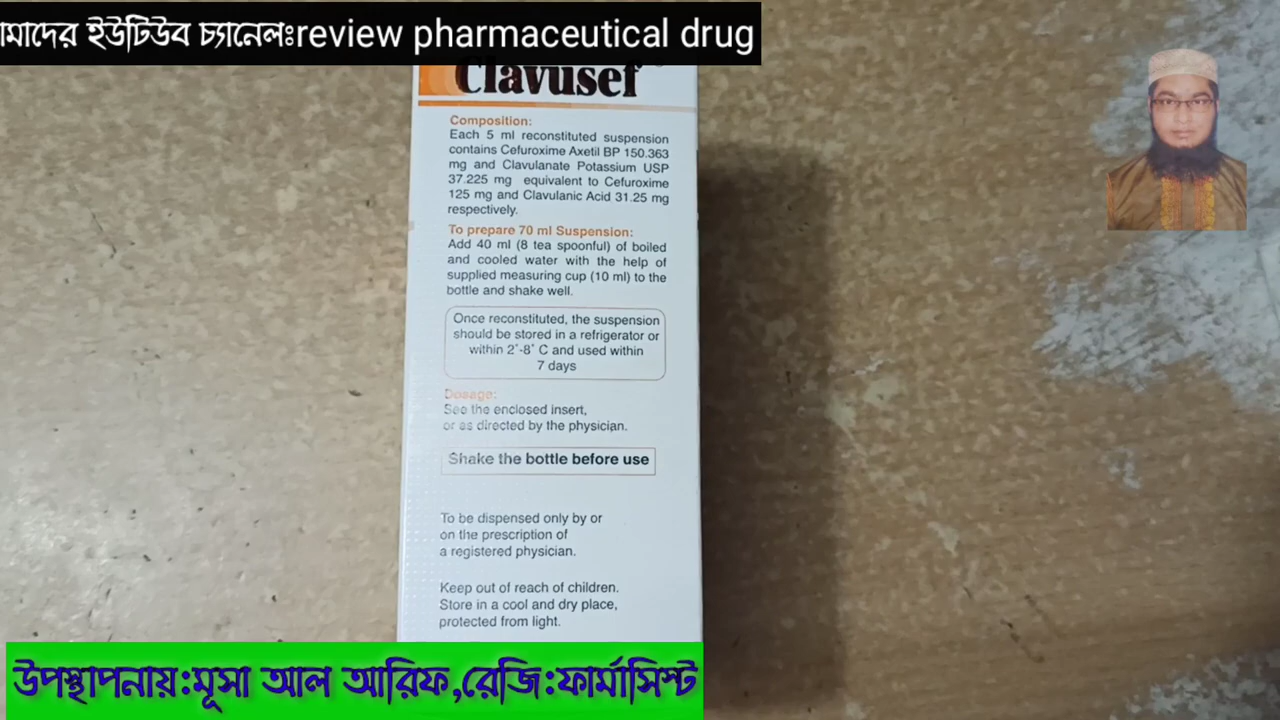 মাদের ইউটিউব চ্যানেলঃreview pharmaceutical drug
Clavusef
Composition:
Each 5 ml reconstituted suspension
contains Cefuroxime Axetil BP 150.363
mg and Clavulanate Potassium USP
37.225 mg equivalent to Cefuroxime
125 mg and Clavulanic Acid 31.25 mg
respectively.
To prepare 70 ml Suspension:
Add 40 ml (8 tea spoonful) of boiled
and cooled water with the help of
supplied measuring cup (10 ml) to the
bottle and shake well.
Once reconstituted, the suspension
should be stored in a refrigerator or
within 2°-8° C and used within
7 days
Dosage:
See the enclosed insert,
or as directed by the physician.
Shake the bottle before use
To be dispensed only by or
on the prescription of
a registered physician.
Keep out of reach of children.
Store in a cool and dry place,
protected from light.
উপস্থাপনায়:মূসা আল আরিফ,রেজি:ফার্মাসিস্ট